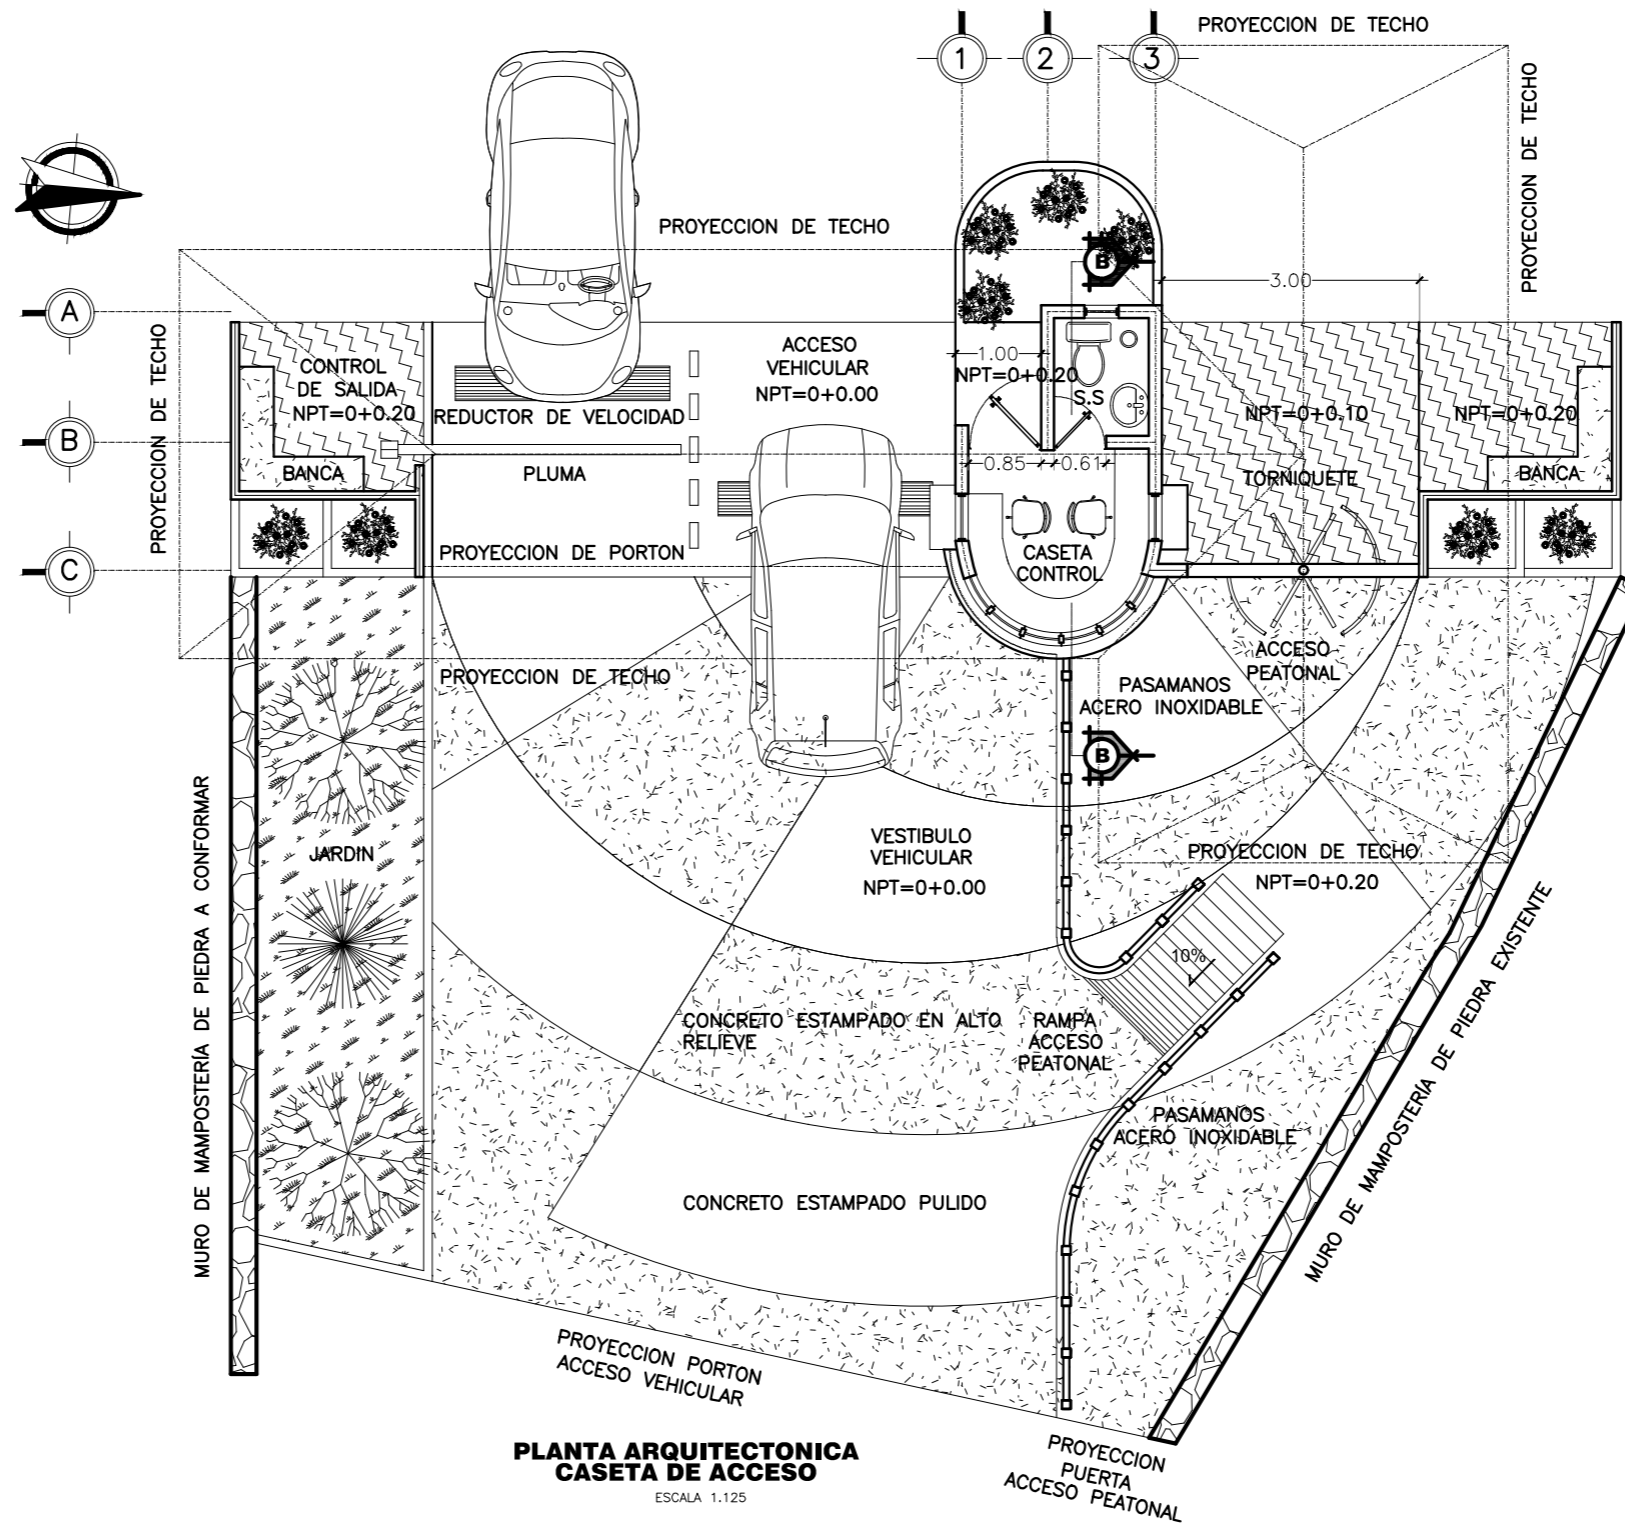 PROYECCION DE TECHO
1
2
3
PROYECCION DE TECHO
PROYECCION DE TECHO
B
3.00
A
PROYECCION DE TECHO
CONTROL
DE SALIDA
NPT=0+0.20
REDUCTOR DE VELOCIDAD
ACCESO
VEHICULAR
NPT=0+0.00
1.00
NPT=0+0.20
S.S
NPT=0+0.10
NPT=0+0.20
B
BANCA
PLUMA
0.85
0.61
TORNIQUETE
BANCA
C
PROYECCION DE PORTON
CASETA
CONTROL
PROYECCION DE TECHO
ACCESO
PEATONAL
PASAMANOS
ACERO INOXIDABLE
B
MURO DE MAMPOSTERÍA DE PIEDRA A CONFORMAR
JARDIN
VESTIBULO
VEHICULAR
NPT=0+0.00
PROYECCION DE TECHO
NPT=0+0.20
10%
CONCRETO ESTAMPADO EN ALTO
RELIEVE
RAMPA
ACCESO
PEATONAL
MURO DE MAMPOSTERÍA DE PIEDRA EXISTENTE
PASAMANOS
ACERO INOXIDABLE
CONCRETO ESTAMPADO PULIDO
PROYECCION PORTON
ACCESO VEHICULAR
PROYECCION
PUERTA
ACCESO PEATONAL
PLANTA ARQUITECTONICA
CASETA DE ACCESO
ESCALA 1.125